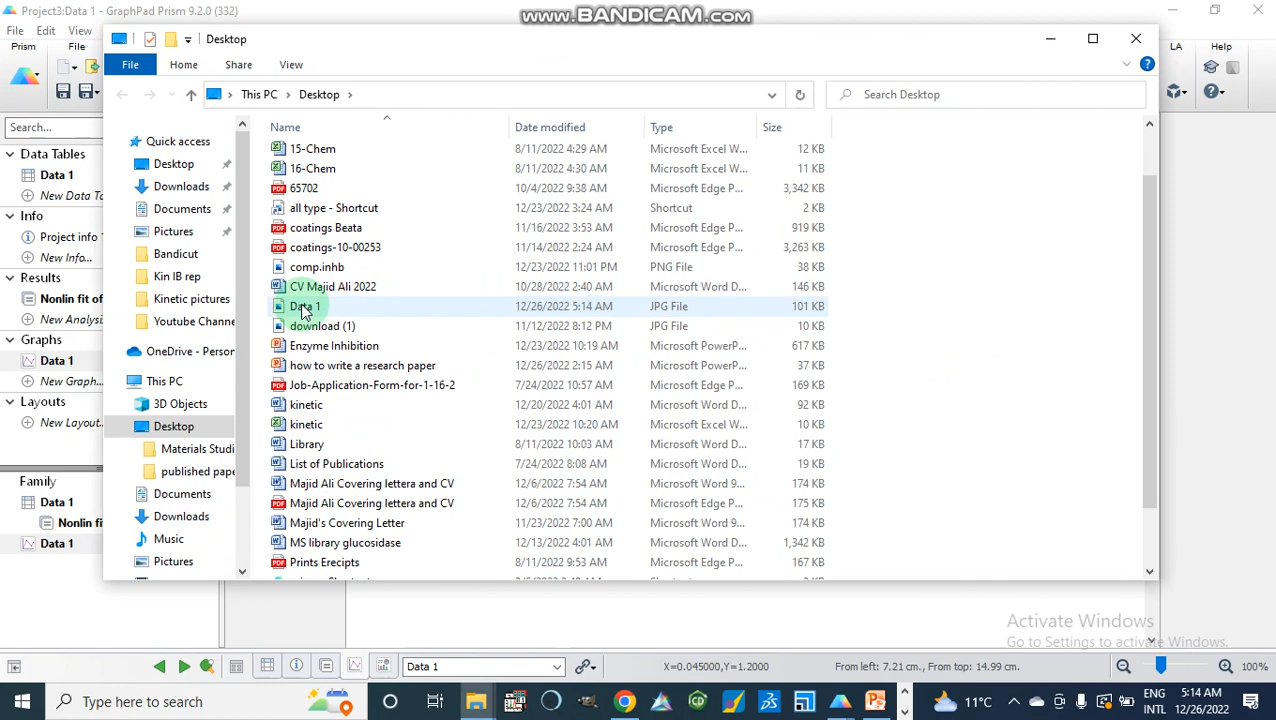 Project3:Data 1 - GraphPad Prism 9.2.0 (332)
www.BANDICAM.com
File Edit View
Prism
LA
Help
Desktop
File Home Share View
This PC > Desktop >
Search Desktop
Search...
Data Tables
Data 1
New Data Ta
Info
Project info
New Info...
Results
Nonlin fit of
New Analys
Graphs
Data 1
New Graph
Layouts
New Layout
Family
Data 1
Nonlin fi
Data 1
Quick access
Desktop
Downloads
Documents
Pictures
Bandicut
Kin IB rep
Kinetic pictures
Youtube Channe
OneDrive - Person
This PC
3D Objects
Desktop
Materials Studi
published pape
Documents
Downloads
Music
Pictures
Name Date modified Type Size
15-Chem 8/11/2022 4:29 AM Microsoft Excel W... 12 KB
16-Chem 8/11/2022 4:30 AM Microsoft Excel W... 11 KB
65702 10/4/2022 9:38 AM Microsoft Edge P... 3,342 KB
all type - Shortcut 12/23/2022 3:24 AM Shortcut 2 KB
coatings Beata 11/16/2022 3:53 AM Microsoft Edge P... 919 KB
coatings-10-00253 11/14/2022 2:24 AM Microsoft Edge P... 3,263 KB
comp.inhb 12/23/2022 11:01 PM PNG File 38 KB
CV Majid Ali 2022 10/28/2022 2:40 AM Microsoft Word D... 146 KB
Data 1 12/26/2022 5:14 AM JPG File 101 KB
download (1) 11/12/2022 8:12 PM JPG File 10 KB
Enzyme Inhibition 12/23/2022 10:19 AM Microsoft PowerP... 617 KB
how to write a research paper 12/26/2022 2:15 AM Microsoft PowerP... 37 KB
Job-Application-Form-for-1-16-2 7/24/2022 10:57 AM Microsoft Edge P... 169 KB
kinetic 12/20/2022 4:01 AM Microsoft Word D... 92 KB
kinetic 12/23/2022 10:20 AM Microsoft Excel W... 10 KB
Library 8/11/2022 10:03 AM Microsoft Word D... 17 KB
List of Publications 7/24/2022 8:08 AM Microsoft Word D... 19 KB
Majid Ali Covering lettera and CV 12/6/2022 7:54 AM Microsoft Word 9... 174 KB
Majid Ali Covering lettera and CV 12/6/2022 7:54 AM Microsoft Edge P... 175 KB
Majid's Covering Letter 11/23/2022 7:00 AM Microsoft Word 9... 174 KB
MS library glucosidase 12/13/2022 4:01 AM Microsoft Word D... 1,342 KB
Prints Erecipts 8/11/2022 9:53 AM Microsoft Edge P... 167 KB
Activate Windows
Go to Settings to activate Windows.
Data 1
X=0.045000, Y=1.2000
From left: 7.21 cm., From top: 14.99 cm.
100%
Type here to search
11°C
ENG
INTL
5:14 AM
12/26/2022